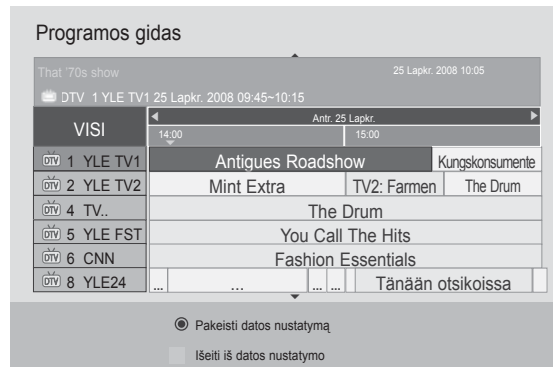 Programos gidas
That '70s show 25 Lapkr. 2008 10:05
DTV 1 YLE TV1 25 Lapkr. 2008 09:45~10:15
VISI
Antr. 25 Lapkr.
14:00 15:00
DTV 1 YLE TV1 Antigues Roadshow Kungskonsumente
DTV 2 YLE TV2 Mint Extra TV2: Farmen The Drum
DTV 4 TV.. The Drum
DTV 5 YLE FST You Call The Hits
DTV 6 CNN Fashion Essentials
DTV 8 YLE24 ... ... ... ... Tänään otsikoissa
Pakeisti datos nustatymą
Išeiti iš datos nustatymo